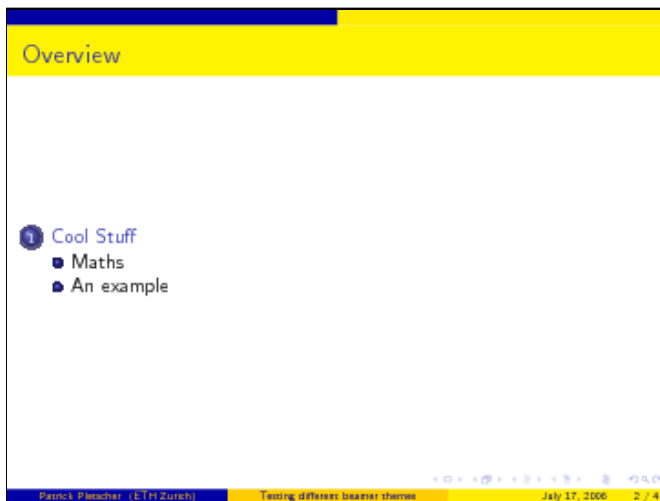 Overview
1 Cool Stuff
Maths
An example
Patrick Pletscher (ETH Zurich) Testing different beamer themes July 17, 2006 2 / 4